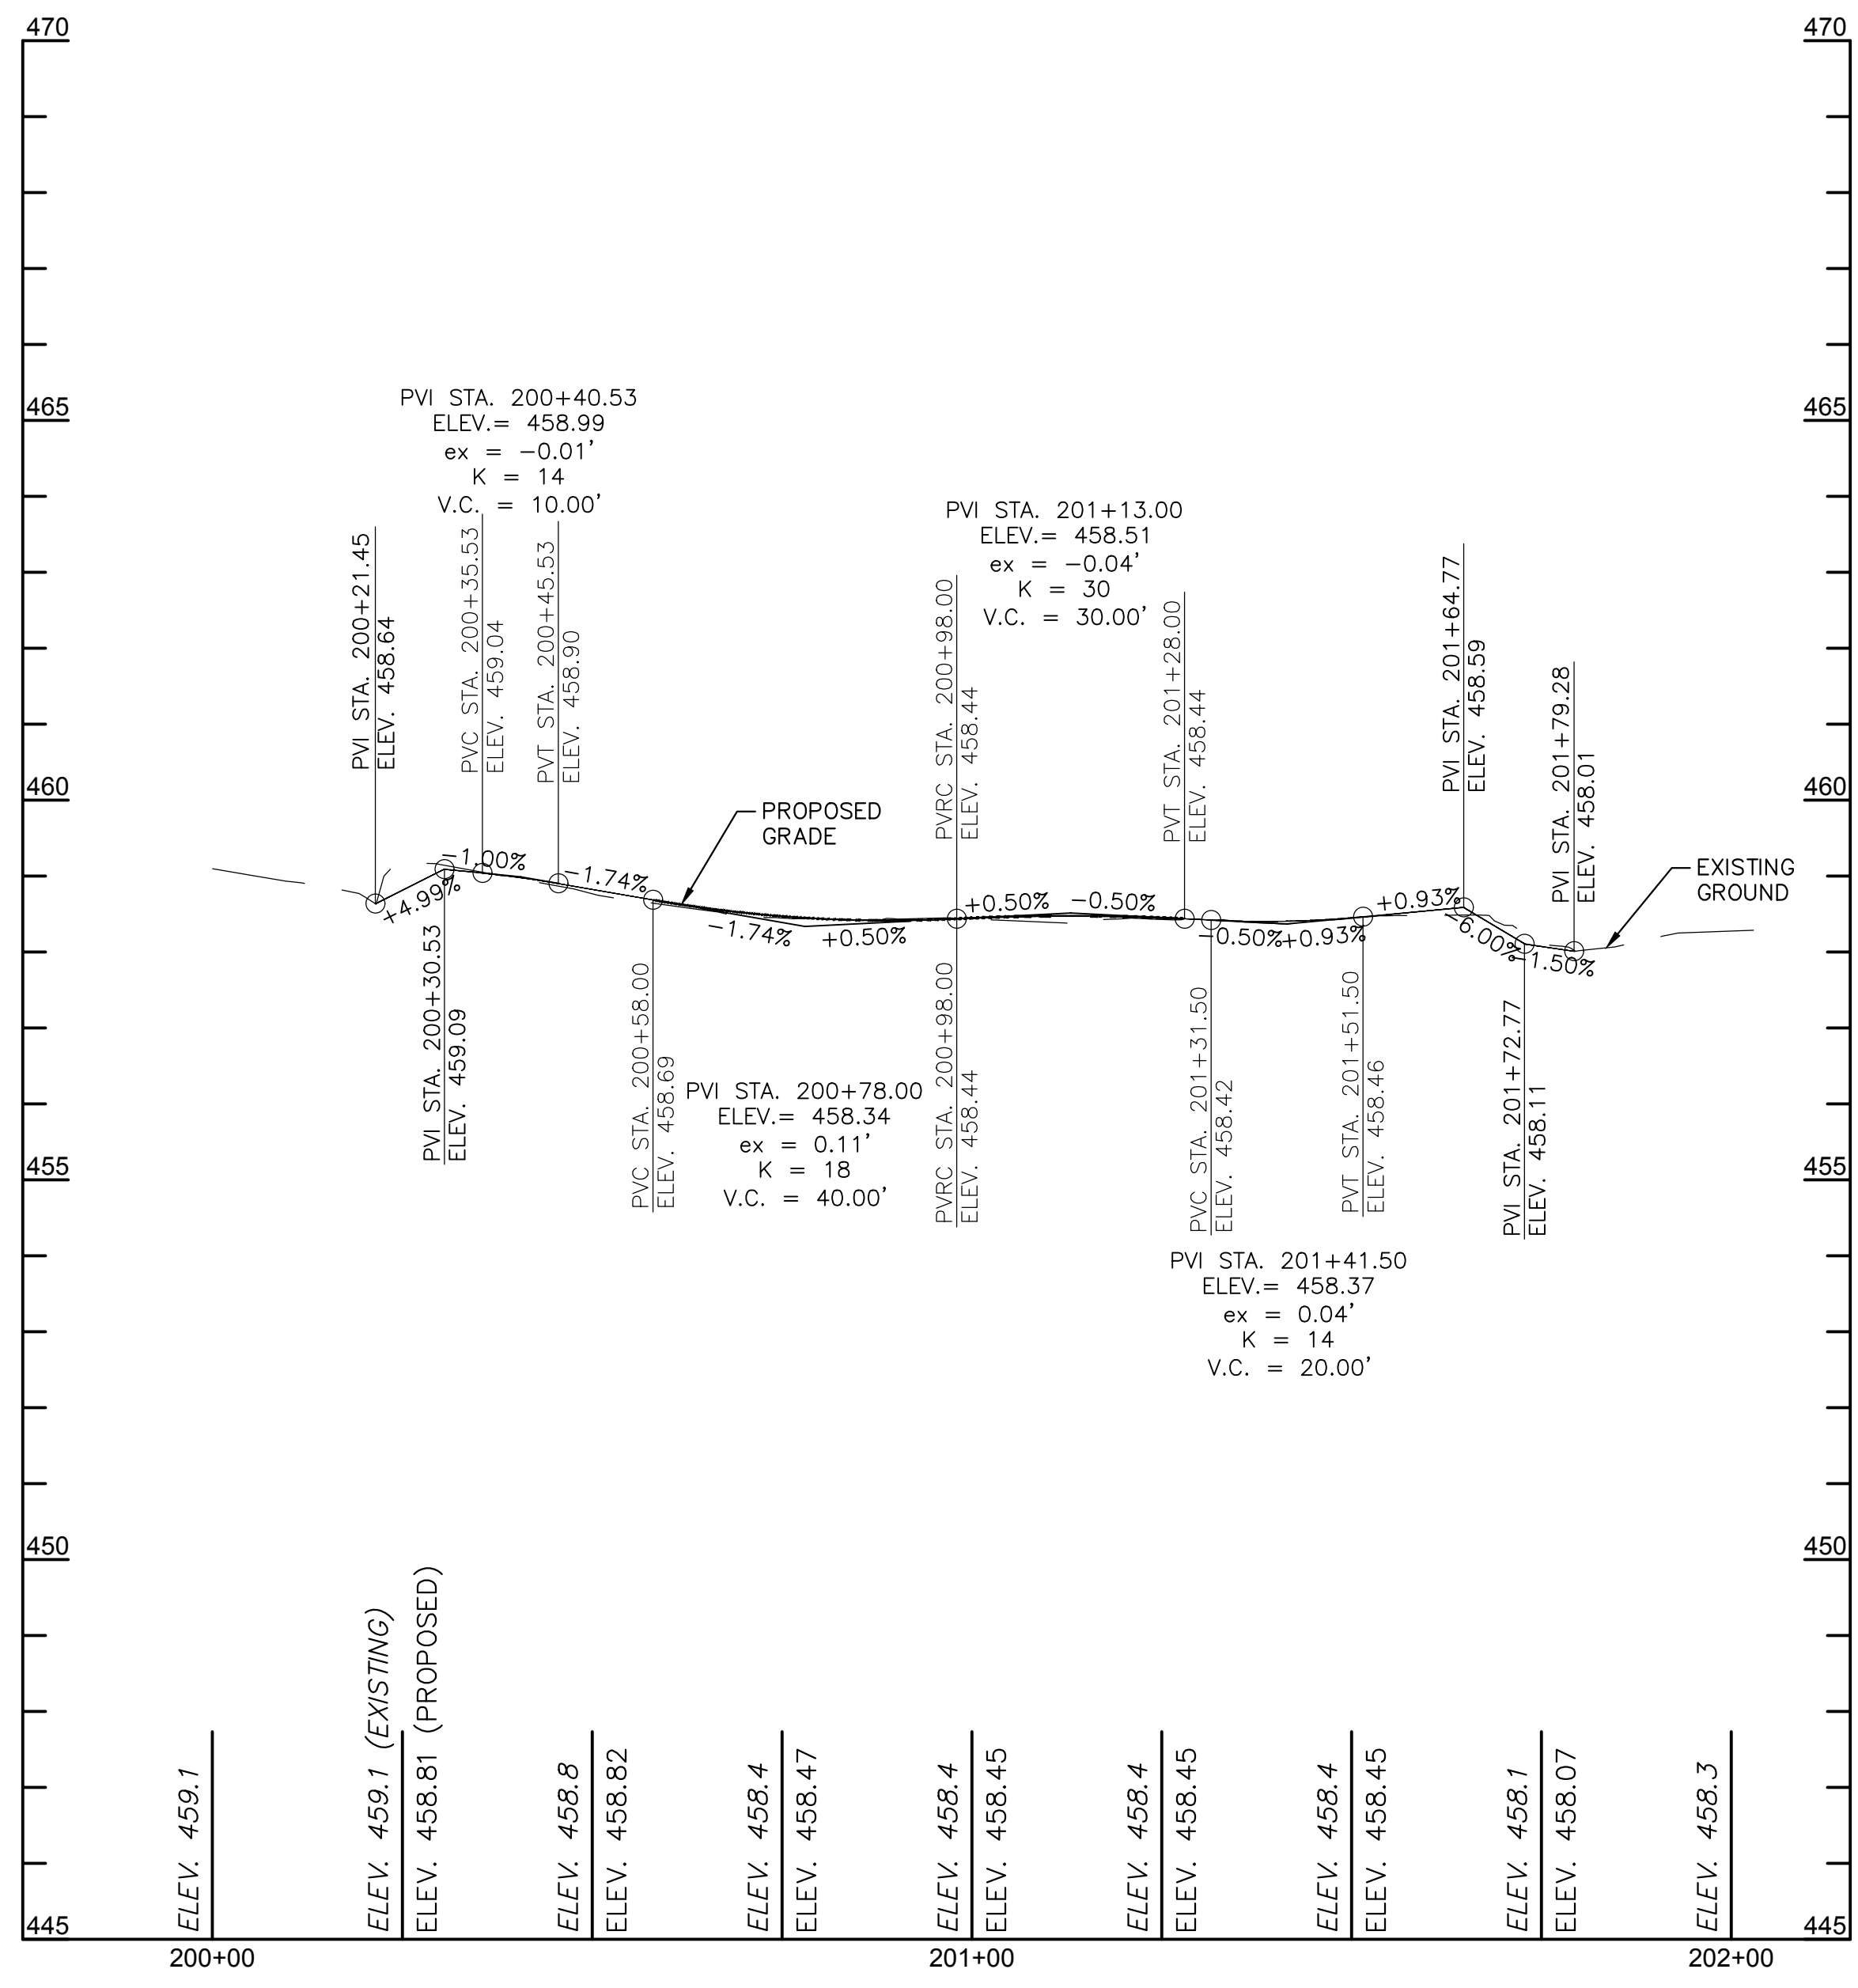 470
470
465
465
460
460
455
455
450
450
445
445
PVI STA. 200+40.53
ELEV.= 458.99
ex = -0.01'
K = 14
V.C. = 10.00'
PVI STA. 201+13.00
ELEV.= 458.51
ex = -0.04'
K = 30
V.C. = 30.00'
PVI STA. 200+21.45
ELEV. 458.64
PVC STA. 200+35.53
ELEV. 459.04
PVT STA. 200+45.53
ELEV. 458.90
PVRC STA. 200+98.00
ELEV. 458.44
PVT STA. 201+28.00
ELEV. 458.44
PVI STA. 201+64.77
ELEV. 458.59
PVI STA. 201+79.28
ELEV. 458.01
PROPOSED
GRADE
EXISTING
GROUND
+4.99%
-1.00%
-1.74%
-1.74%
+0.50%
+0.50%
-0.50%
-0.50%
+0.93%
+0.93%
-6.00%
-1.50%
PVI STA. 200+30.53
ELEV. 459.09
PVC STA. 200+58.00
ELEV. 458.69
PVI STA. 200+78.00
ELEV.= 458.34
ex = 0.11'
K = 18
V.C. = 40.00'
PVRC STA. 200+98.00
ELEV. 458.44
PVC STA. 201+31.50
ELEV. 458.42
PVT STA. 201+51.50
ELEV. 458.46
PVI STA. 201+72.77
ELEV. 458.11
PVI STA. 201+41.50
ELEV.= 458.37
ex = 0.04'
K = 14
V.C. = 20.00'
ELEV. 459.1
ELEV. 459.1 (EXISTING)
ELEV. 458.81 (PROPOSED)
ELEV. 458.8
ELEV. 458.82
ELEV. 458.4
ELEV. 458.47
ELEV. 458.4
ELEV. 458.45
ELEV. 458.4
ELEV. 458.45
ELEV. 458.4
ELEV. 458.45
ELEV. 458.1
ELEV. 458.07
ELEV. 458.3
200+00
201+00
202+00